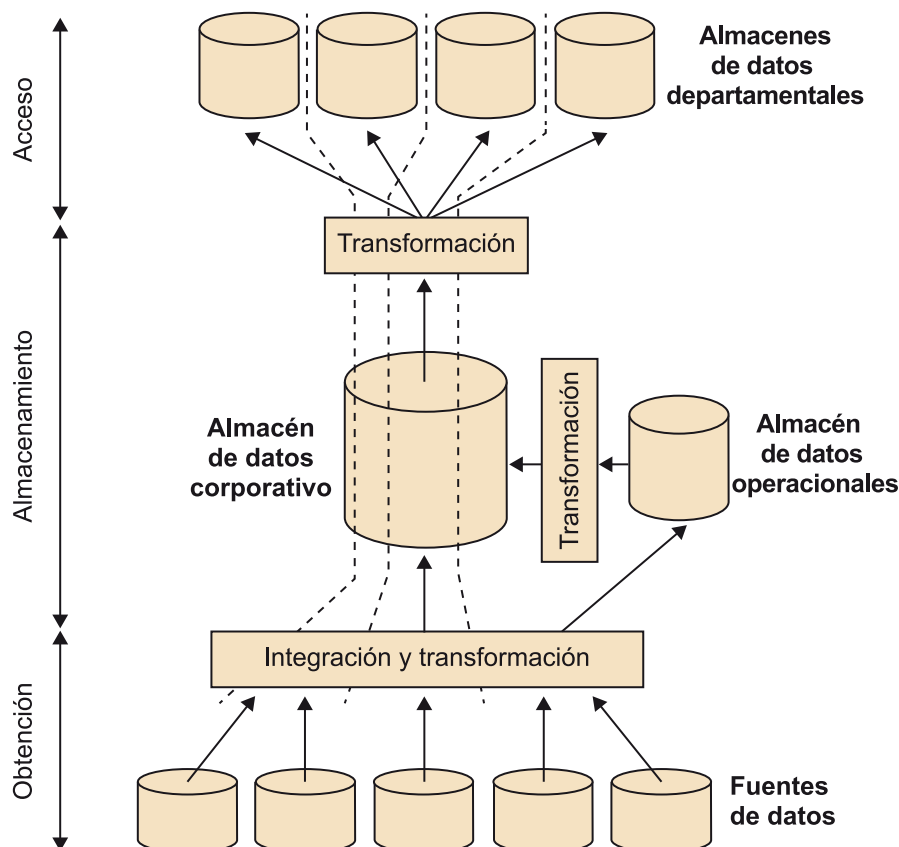 Almacenes
de datos
departamentales
Acceso
Transformación
Almacenamiento
Almacén
de datos
corporativo
Transformación
Almacén
de datos
operacionales
Integración y transformación
Obtención
Fuentes
de datos